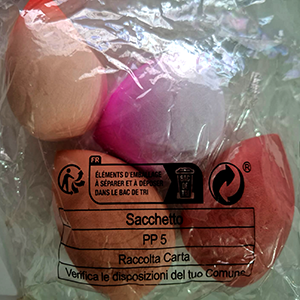 FR
ÉLÉMENTS D'EMBALLAGE
À SÉPARER ET À DÉPOSER
DANS LE BAC DE TRI
Sacchetto
PP 5
Raccolta Carta
Verifica le disposizioni del tuo Comune